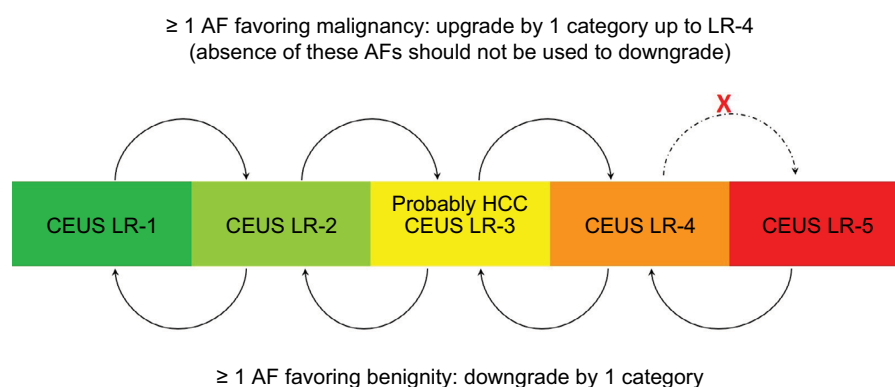 ≥ 1 AF favoring malignancy: upgrade by 1 category up to LR-4
(absence of these AFs should not be used to downgrade)
X
CEUS LR-1
CEUS LR-2
Probably HCC
CEUS LR-3
CEUS LR-4
CEUS LR-5
≥ 1 AF favoring benignity: downgrade by 1 category